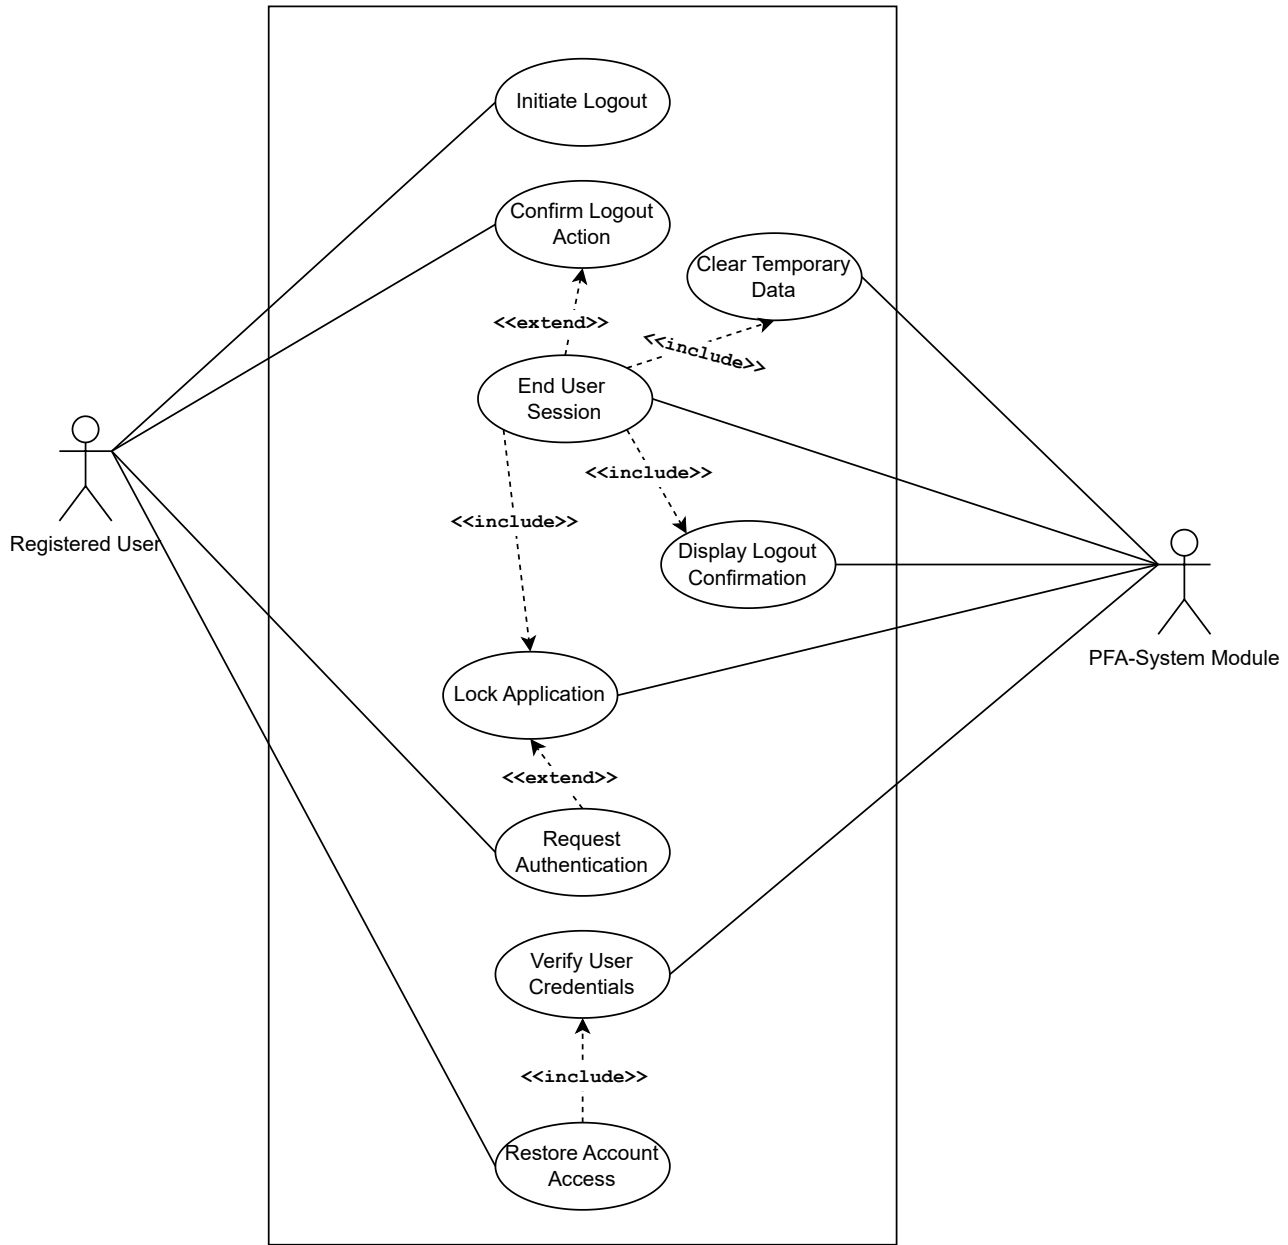 Initiate Logout
Confirm Logout
Action
Clear Temporary
Data
<<extend>>
<<include>>
End User
Session
<<include>>
<<include>>
Registered User
Display Logout
Confirmation
PFA-System Module
Lock Application
<<extend>>
Request
Authentication
Verify User
Credentials
<<include>>
Restore Account
Access